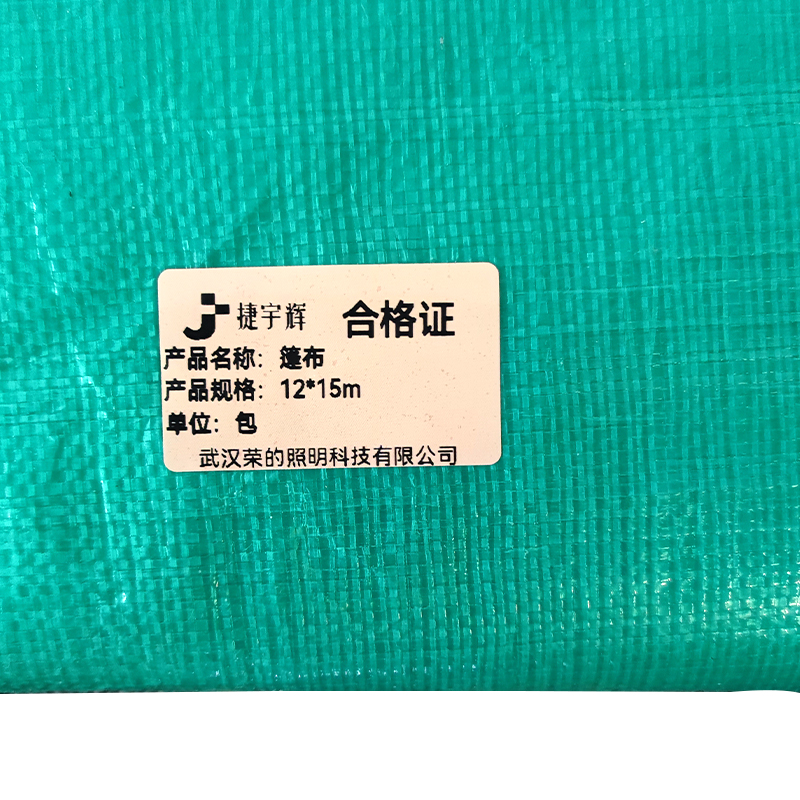 捷宇辉 合格证
产品名称：篷布
产品规格：12*15m
单位：包
武汉荣的照明科技有限公司